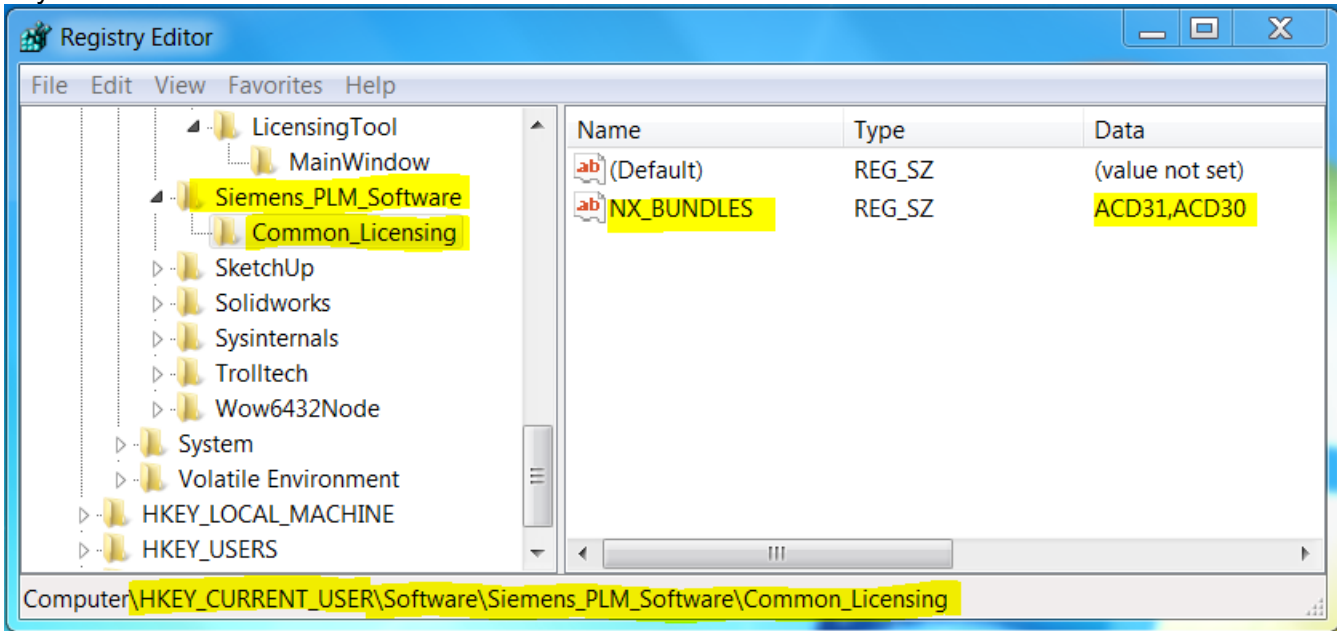 Registry Editor
File Edit View Favorites Help
LicensingTool
MainWindow
Siemens_PLM_Software
Common_Licensing
SketchUp
Solidworks
Sysinternals
Trolltech
Wow6432Node
System
Volatile Environment
HKEY_LOCAL_MACHINE
HKEY_USERS
Name Type Data
ab (Default) REG_SZ (value not set)
ab NX_BUNDLES REG_SZ ACD31,ACD30
Computer\HKEY_CURRENT_USER\Software\Siemens_PLM_Software\Common_Licensing